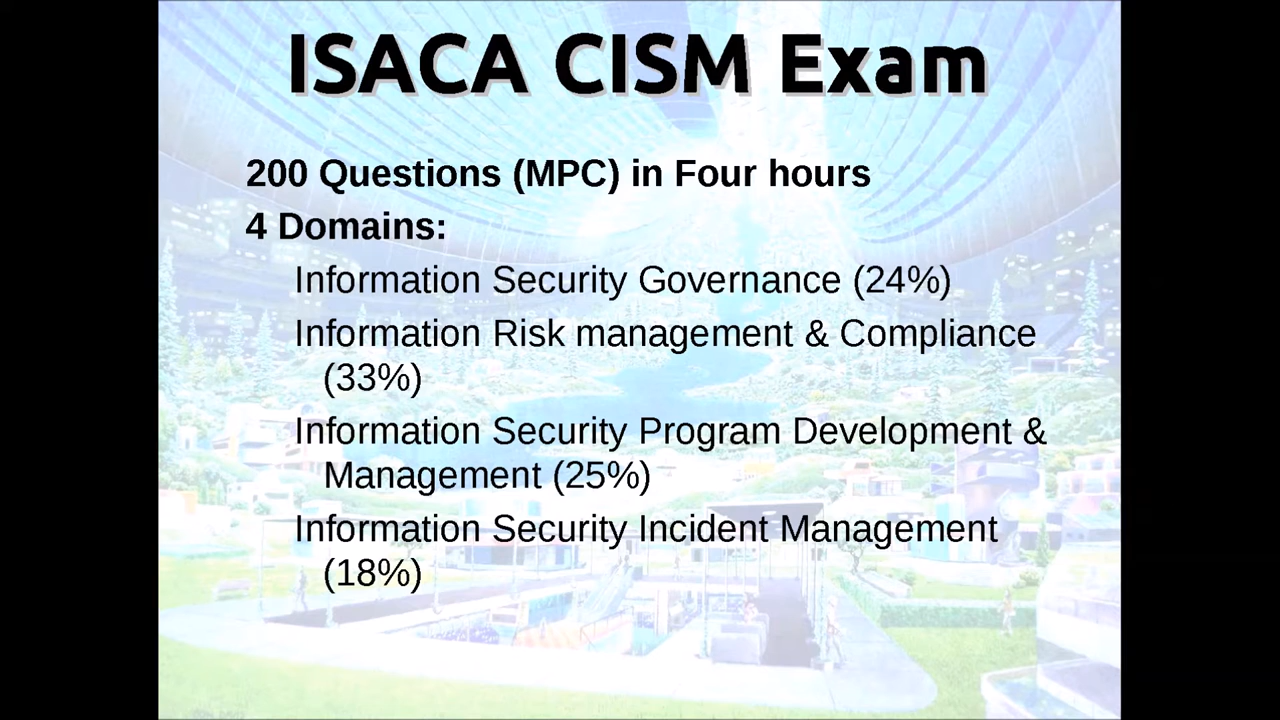 ISACA CISM Exam
200 Questions (MPC) in Four hours
4 Domains:
Information Security Governance (24%)
Information Risk management & Compliance
(33%)
Information Security Program Development &
Management (25%)
Information Security Incident Management
(18%)